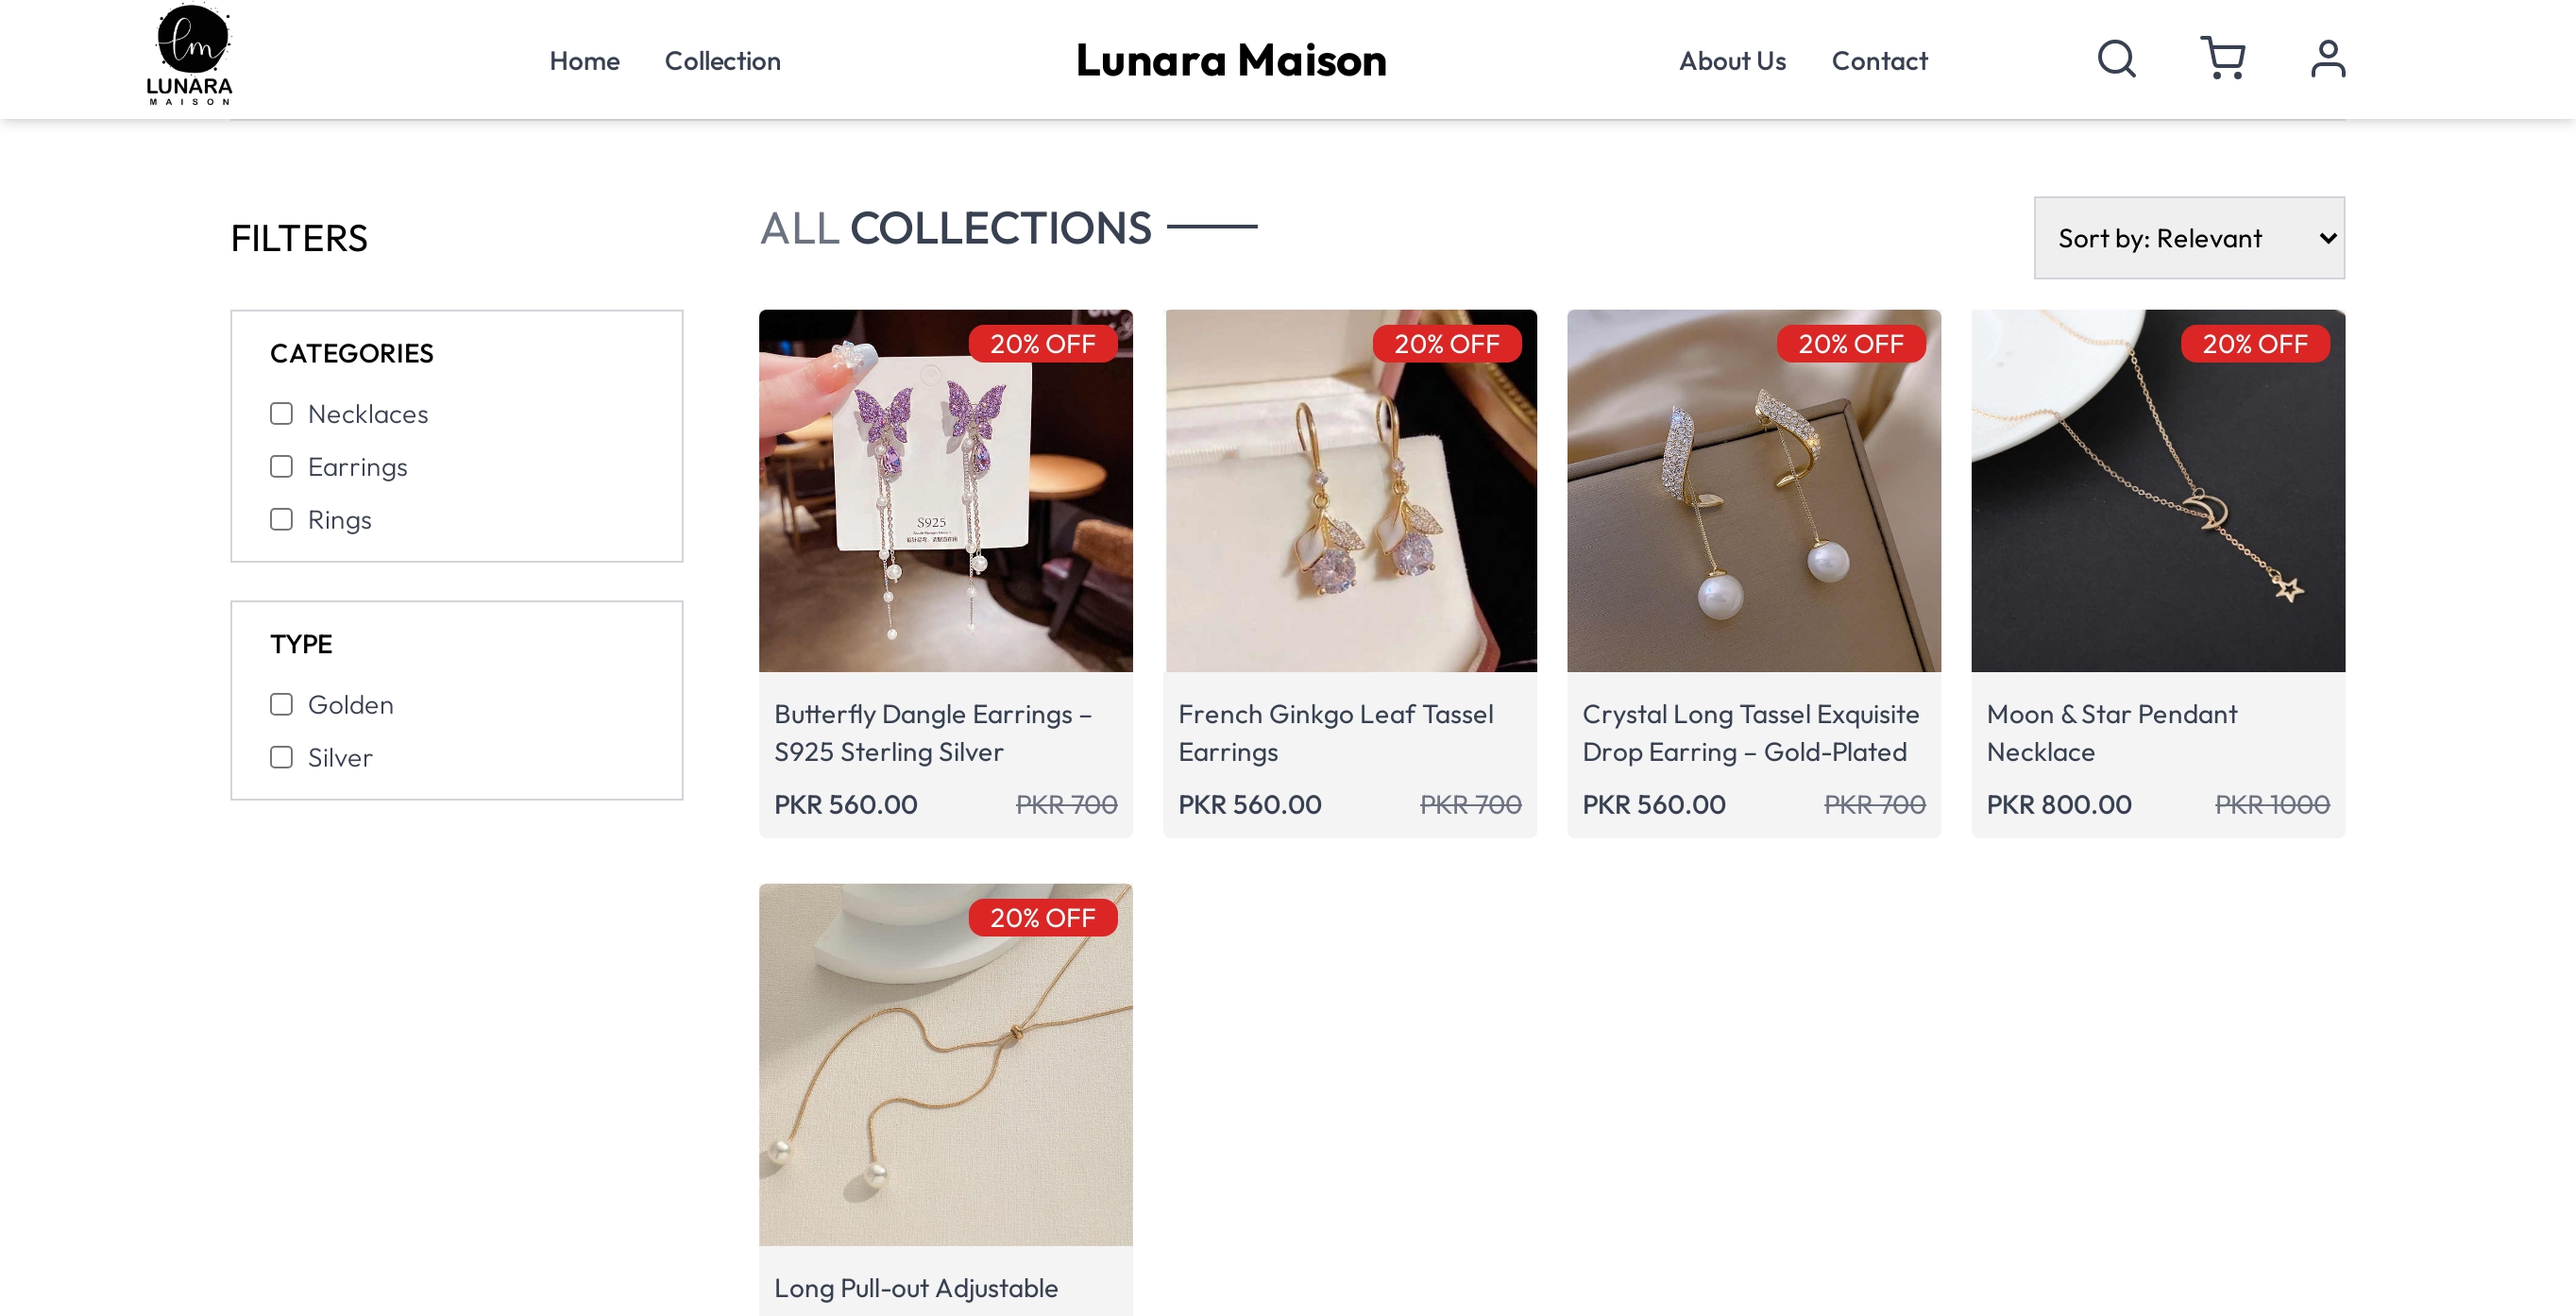 lm
LUNARA
MAISON
Home
Collection
Lunara Maison
About Us
Contact
FILTERS
ALL COLLECTIONS
Sort by: Relevant
CATEGORIES
Necklaces
Earrings
Rings
TYPE
Golden
Silver
20% OFF
S925
Butterfly Dangle Earrings –
S925 Sterling Silver
PKR 560.00 PKR 700
20% OFF
French Ginkgo Leaf Tassel
Earrings
PKR 560.00 PKR 700
20% OFF
Crystal Long Tassel Exquisite
Drop Earring – Gold-Plated
PKR 560.00 PKR 700
20% OFF
Moon & Star Pendant
Necklace
PKR 800.00 PKR 1000
20% OFF
Long Pull-out Adjustable